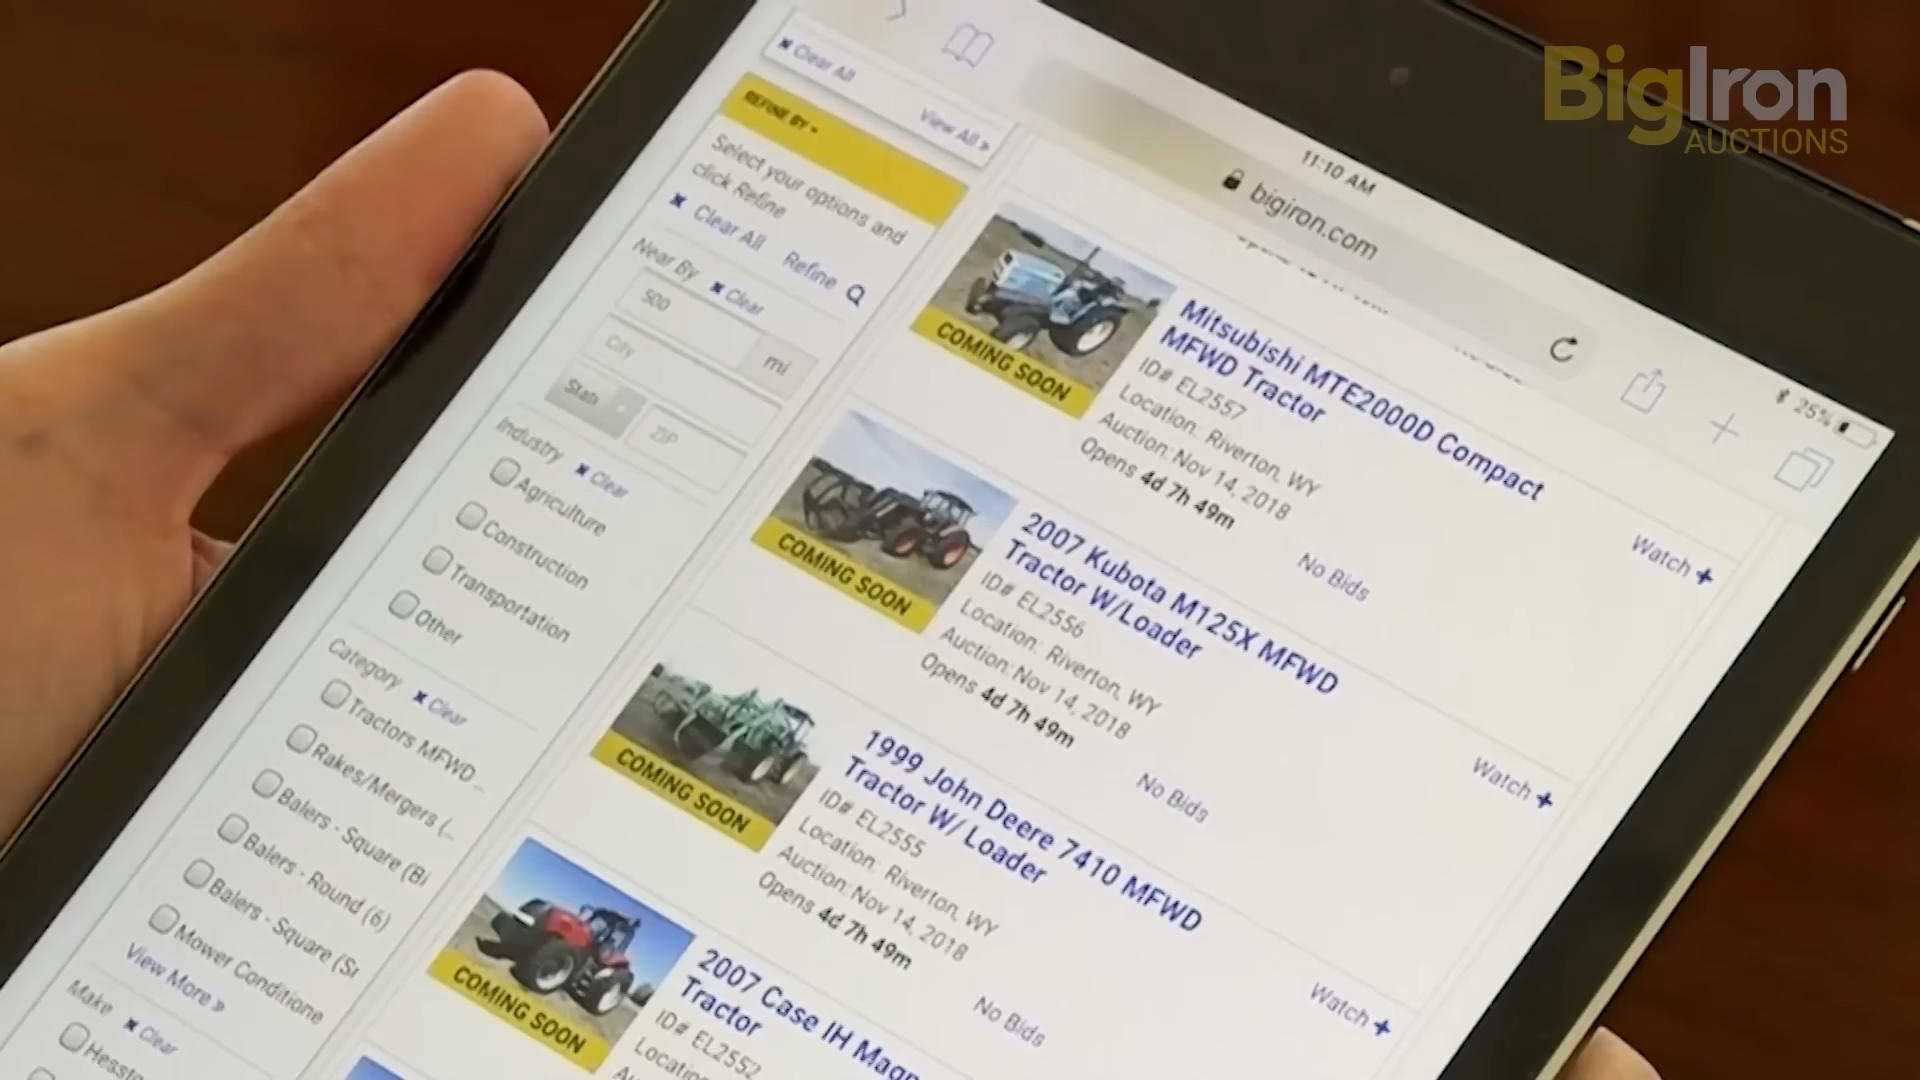 BigIron
AUCTIONS
11:10 AM
25%
bigiron.com
Clear All
View All »
REFINE BY
Select your options and
click Refine
Clear All Refine
Near By Clear
500 mi
City
State ZIP
Industry Clear
Agriculture
Construction
Transportation
Other
Category Clear
Tractors MFWD...
Rakes/Mergers (...
Balers - Square (Bi
Balers - Round (6)
Balers - Square (S
Mower Conditione
View More »
Make Clear
Hessto
COMING SOON
Mitsubishi MTE2000D Compact
MFWD Tractor
ID# EL2557
Location: Riverton, WY
Auction: Nov 14, 2018
Opens 4d 7h 49m
No Bids
Watch +
COMING SOON
2007 Kubota M125X MFWD
Tractor W/Loader
ID# EL2556
Location: Riverton, WY
Auction: Nov 14, 2018
Opens 4d 7h 49m
No Bids
Watch +
COMING SOON
1999 John Deere 7410 MFWD
Tractor W/ Loader
ID# EL2555
Location: Riverton, WY
Auction: Nov 14, 2018
Opens 4d 7h 49m
No Bids
Watch +
COMING SOON
2007 Case IH Magn
Tractor
ID# EL2552
Locatio
Au